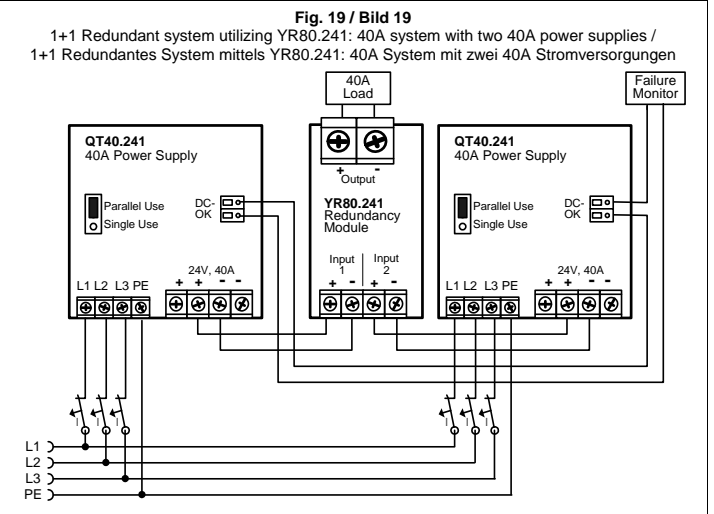 Fig. 19 / Bild 19
1+1 Redundant system utilizing YR80.241: 40A system with two 40A power supplies /
1+1 Redundantes System mittels YR80.241: 40A System mit zwei 40A Stromversorgungen
40A
Load
Failure
Monitor
QT40.241
40A Power Supply
Parallel Use
Single Use
DC-
OK
24V, 40A
+ + - -
L1 L2 L3 PE
+ -
Output
YR80.241
Redundancy
Module
Input
1
Input
2
+ - + -
QT40.241
40A Power Supply
Parallel Use
Single Use
DC-
OK
24V, 40A
+ + - -
L1 L2 L3 PE
I I I
I I I
L1
L2
L3
PE